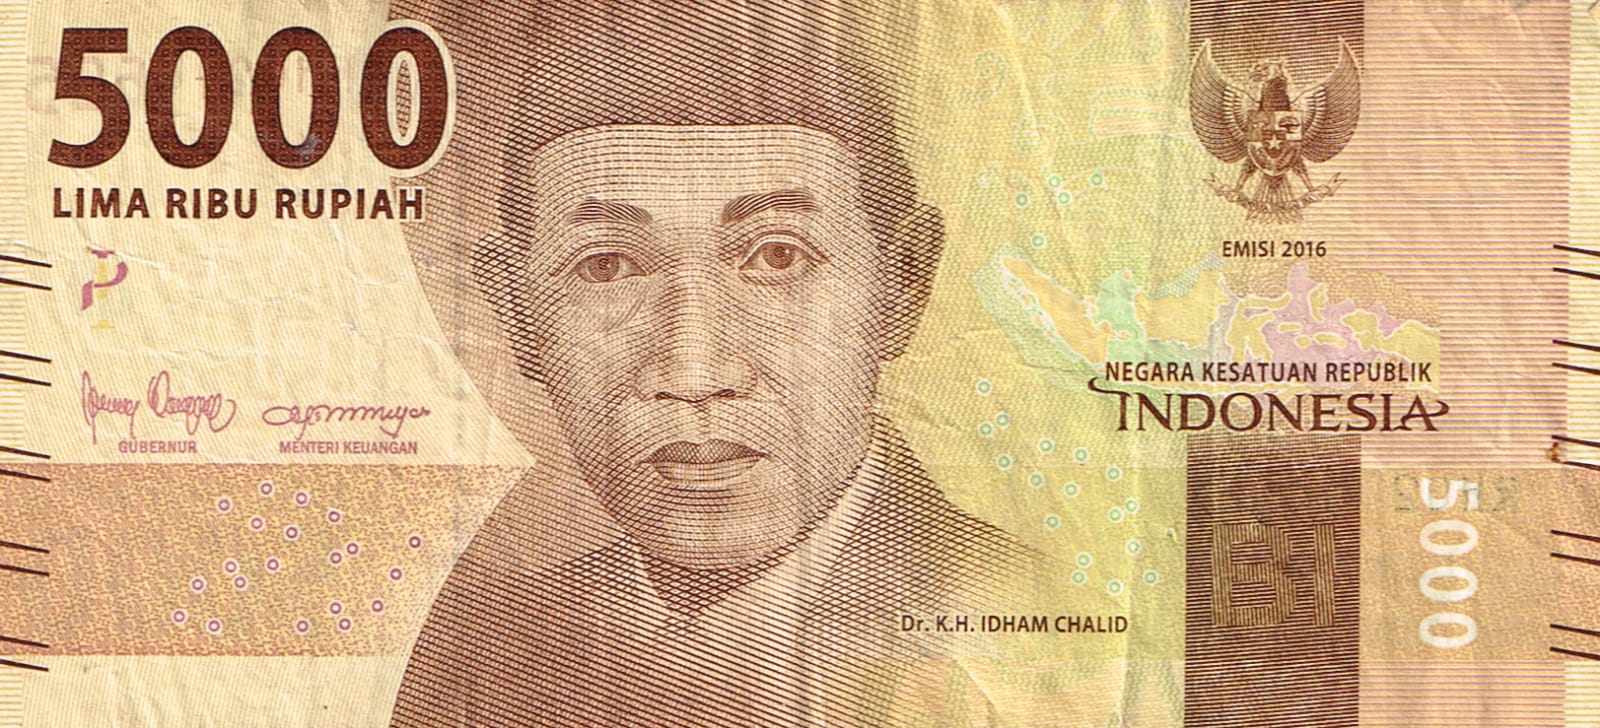 5000
LIMA RIBU RUPIAH
GUBERNUR
MENTERI KEUANGAN
EMISI 2016
NEGARA KESATUAN REPUBLIK
INDONESIA
BI
5000
Dr. K.H. IDHAM CHALID